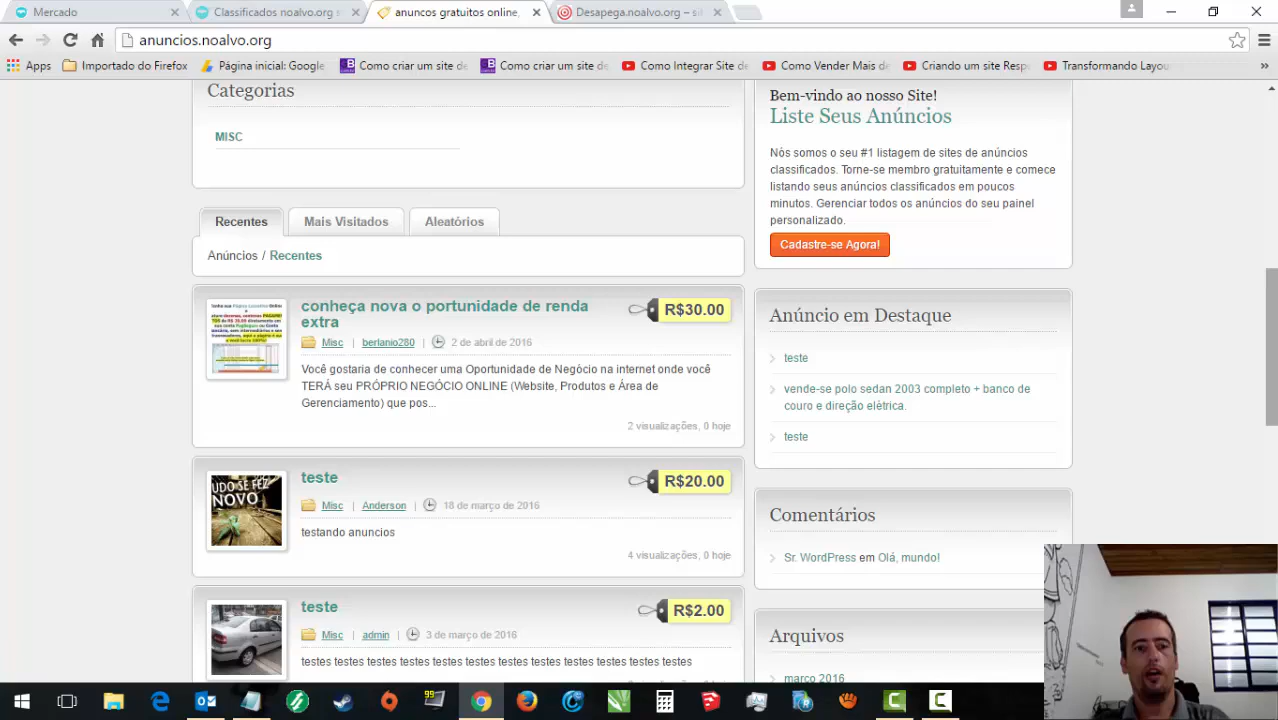 Mercado
Classificados noalvo.org s
anuncos gratuitos online,
Desapega.noalvo.org – si
anuncios.noalvo.org
Apps
Importado do Firefox
Página inicial: Google
Como criar um site de
Como criar um site de
Como Integrar Site de
Como Vender Mais de
Criando um site Resp
Transformando Layou
Categorias
MISC
Recentes
Mais Visitados
Aleatórios
Anúncios / Recentes
conheça nova o portunidade de renda
extra
R$30.00
Misc | berlanio280 | 2 de abril de 2016
Você gostaria de conhecer uma Oportunidade de Negócio na internet onde você
TERÁ seu PRÓPRIO NEGÓCIO ONLINE (Website, Produtos e Área de
Gerenciamento) que pos...
2 visualizações, 0 hoje
UDO SE FEZ
NOVO
teste
R$20.00
Misc | Anderson | 18 de março de 2016
testando anuncios
4 visualizações, 0 hoje
teste
R$2.00
Misc | admin | 3 de março de 2016
testes testes testes testes testes testes testes testes testes testes testes testes
Bem-vindo ao nosso Site!
Liste Seus Anúncios
Nós somos o seu #1 listagem de sites de anúncios
classificados. Torne-se membro gratuitamente e comece
listando seus anúncios classificados em poucos
minutos. Gerenciar todos os anúncios do seu painel
personalizado.
Cadastre-se Agora!
Anúncio em Destaque
teste
vende-se polo sedan 2003 completo + banco de
couro e direção elétrica.
teste
Comentários
Sr. WordPress em Olá, mundo!
Arquivos
março 2016
99